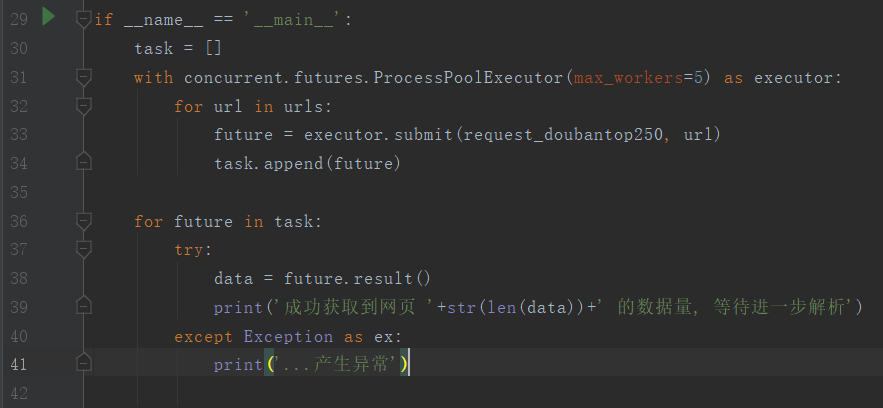 29 if __name__ == '__main__':
30     task = []
31     with concurrent.futures.ProcessPoolExecutor(max_workers=5) as executor:
32         for url in urls:
33             future = executor.submit(request_doubantop250, url)
34             task.append(future)
35
36     for future in task:
37         try:
38             data = future.result()
39             print('成功获取到网页 '+str(len(data))+' 的数据量, 等待进一步解析')
40         except Exception as ex:
41             print('...产生异常')
42